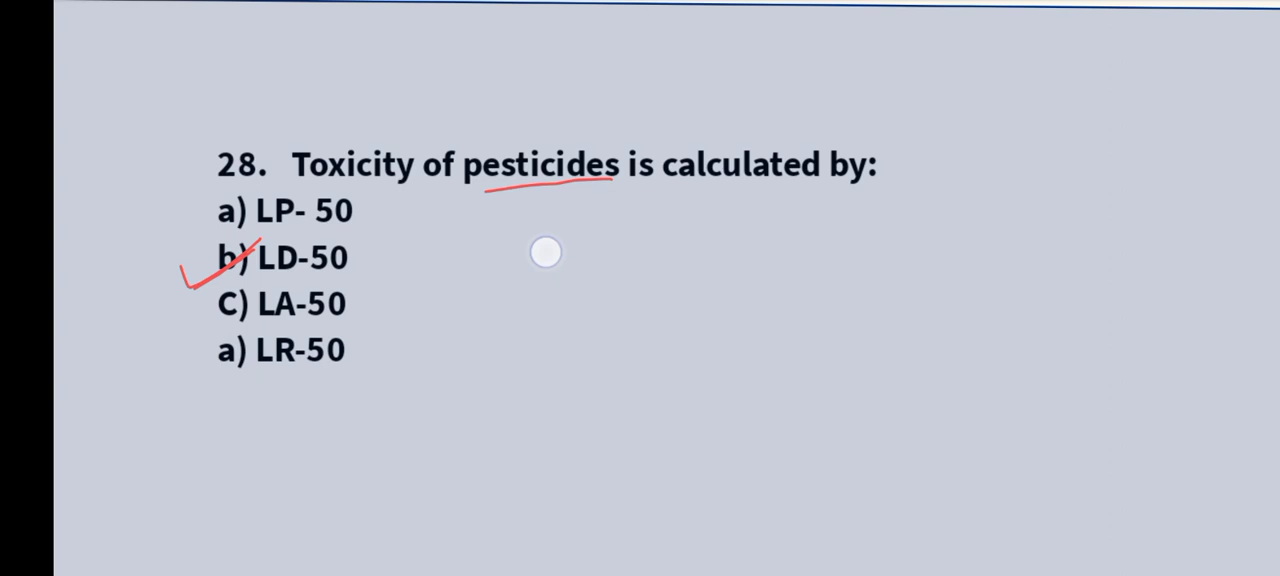 28. Toxicity of pesticides is calculated by:
a) LP- 50
b) LD-50
C) LA-50
a) LR-50